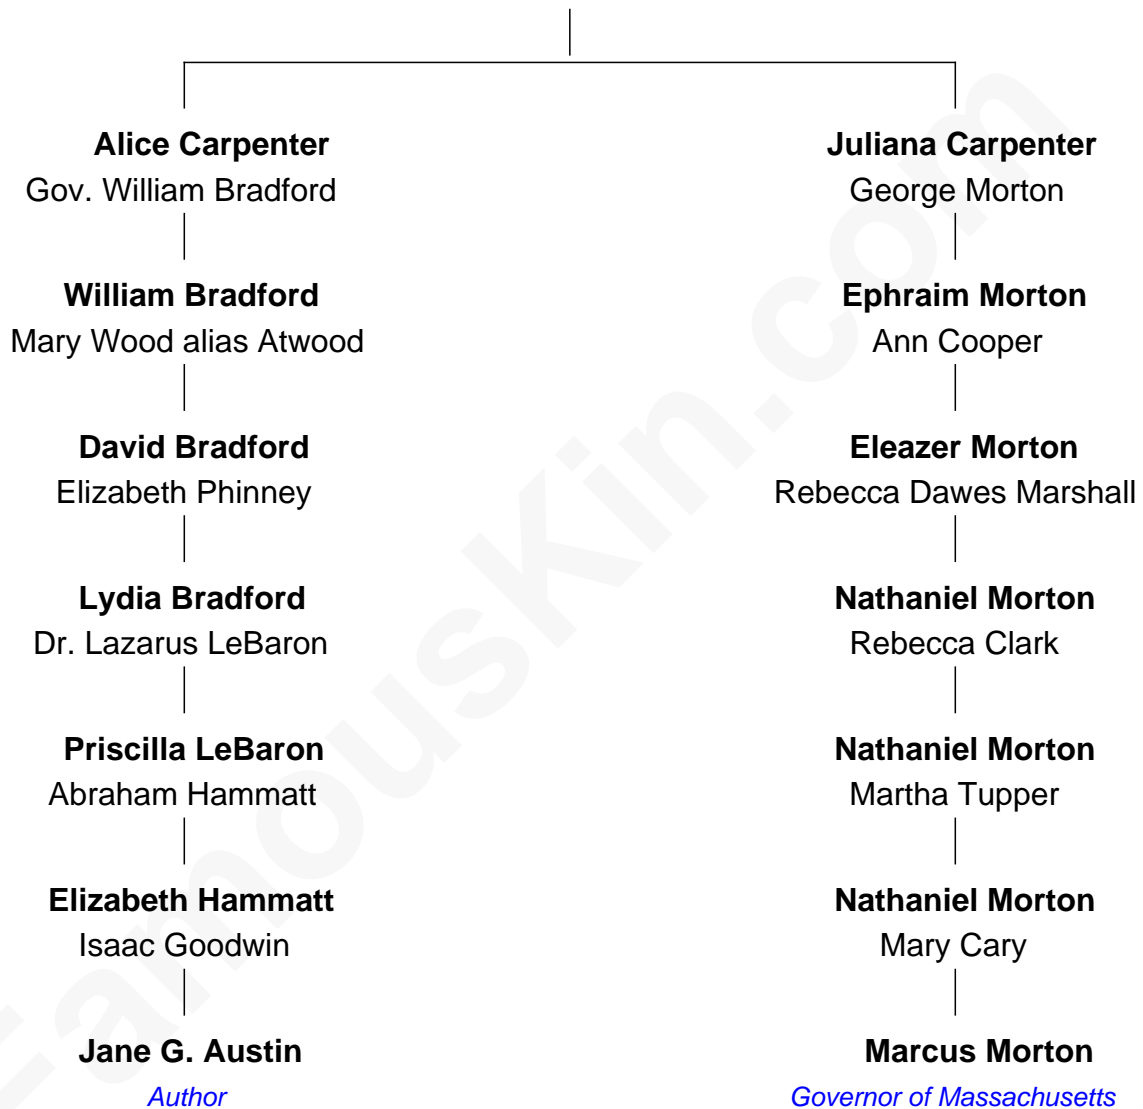 Alice Carpenter
Gov. William Bradford
William Bradford
Mary Wood alias Atwood
David Bradford
Elizabeth Phinney
Lydia Bradford
Dr. Lazarus LeBaron
Priscilla LeBaron
Abraham Hammatt
Elizabeth Hammatt
Isaac Goodwin
Jane G. Austin
Author
Juliana Carpenter
George Morton
Ephraim Morton
Ann Cooper
Eleazer Morton
Rebecca Dawes Marshall
Nathaniel Morton
Rebecca Clark
Nathaniel Morton
Martha Tupper
Nathaniel Morton
Mary Cary
Marcus Morton
Governor of Massachusetts
FamousKin.com